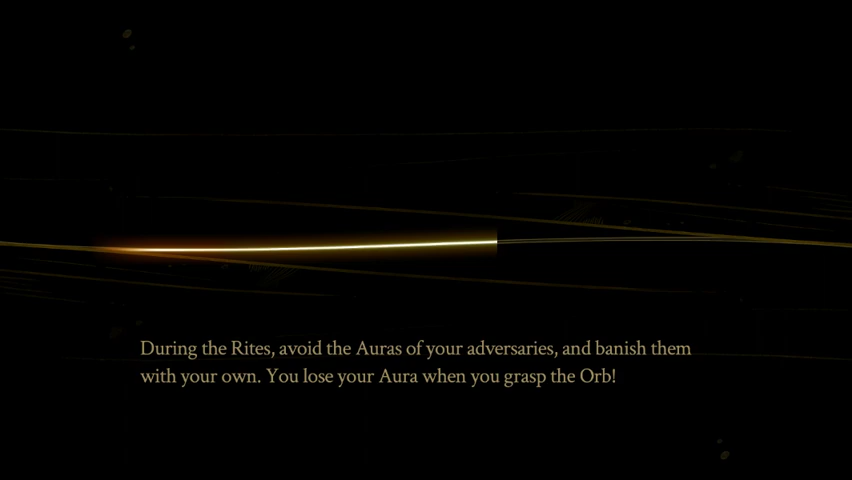 During the Rites, avoid the Auras of your adversaries, and banish them
with your own. You lose your Aura when you grasp the Orb!